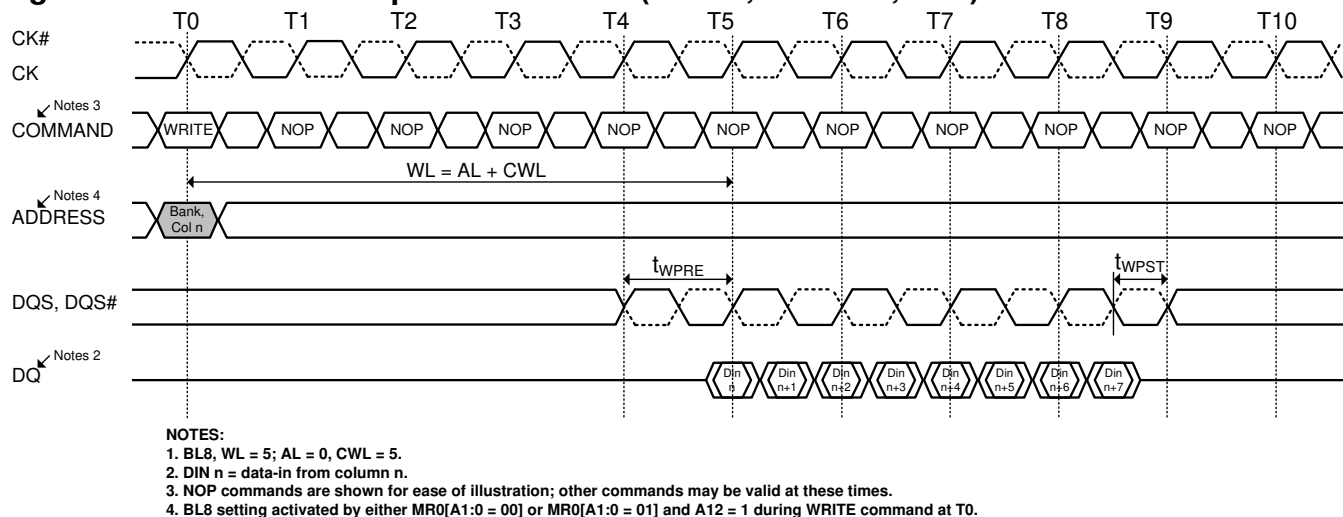 T0 T1 T2 T3 T4 T5 T6 T7 T8 T9 T10
CK#
CK
Notes 3
COMMAND WRITE NOP NOP NOP NOP NOP NOP NOP NOP NOP NOP
WL = AL + CWL
Notes 4
ADDRESS
Bank,
Col n
tWPRE tWPST
DQS, DQS#
Notes 2
DQ
Din n Din n+1 Din n+2 Din n+3 Din n+4 Din n+5 Din n+6 Din n+7
NOTES:
1. BL8, WL = 5; AL = 0, CWL = 5.
2. DIN n = data-in from column n.
3. NOP commands are shown for ease of illustration; other commands may be valid at these times.
4. BL8 setting activated by either MR0[A1:0 = 00] or MR0[A1:0 = 01] and A12 = 1 during WRITE command at T0.